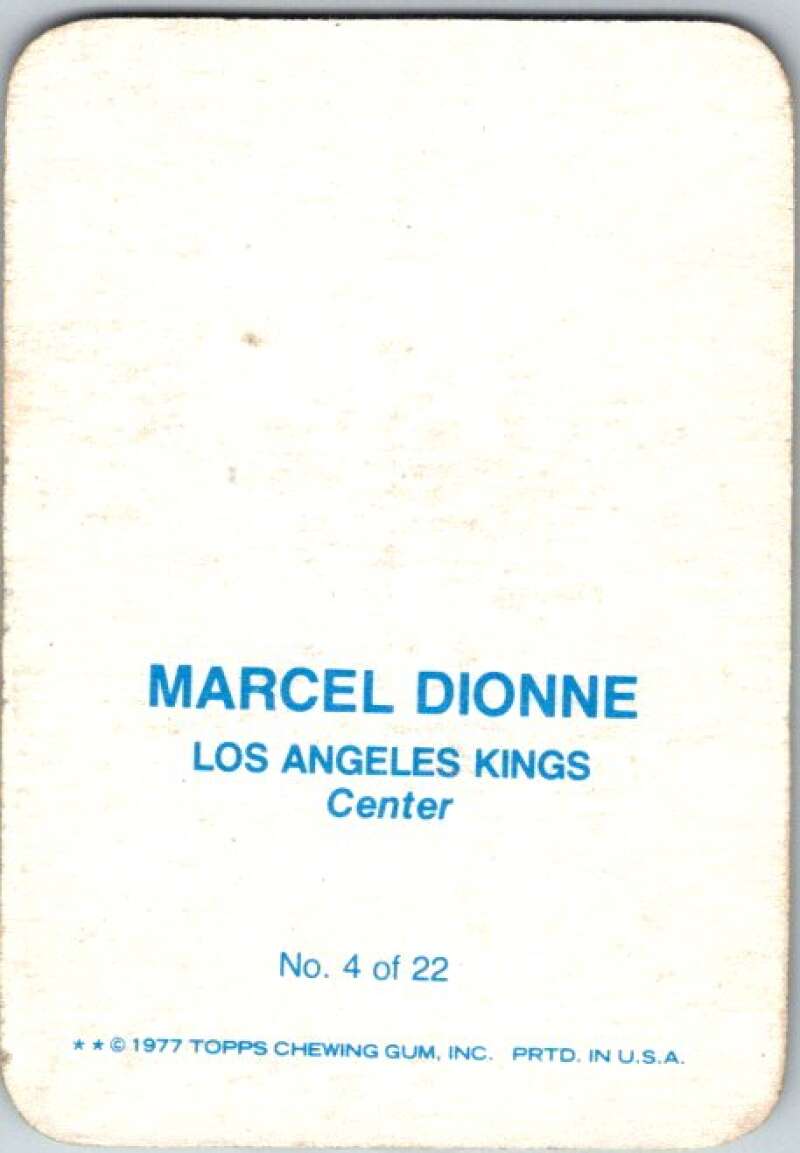 MARCEL DIONNE
LOS ANGELES KINGS
Center
No. 4 of 22
* * © 1977 TOPPS CHEWING GUM, INC. PRTD. IN U.S.A.